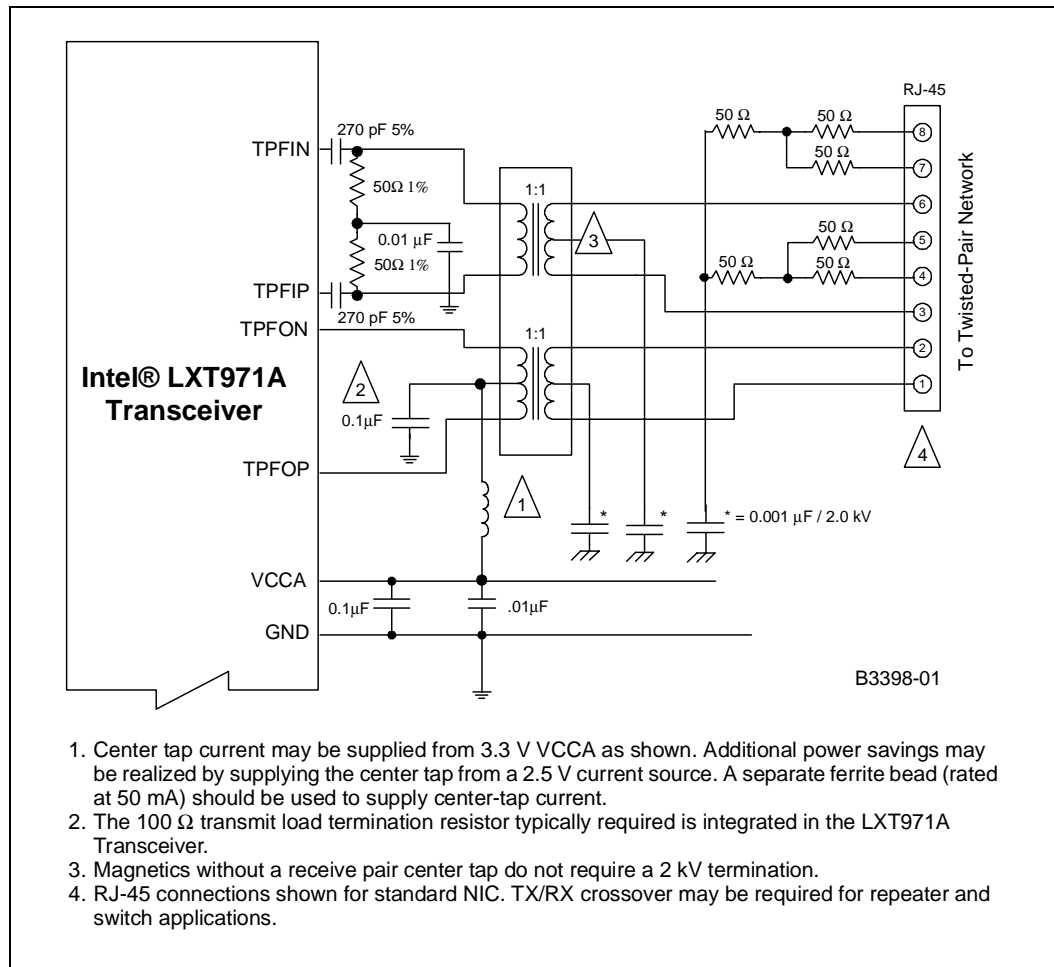 RJ-45
50 Ω
50 Ω
8
270 pF 5%
TPFIN
50 Ω
7
50Ω 1%
1:1
6
50 Ω
5
3
0.01 µF
50 Ω
50 Ω
4
50Ω 1%
TPFIP
3
270 pF 5%
TPFON
1:1
2
To Twisted-Pair Network
Intel® LXT971A
Transceiver
2
1
0.1µF
4
TPFOP
1
*
*
* = 0.001 µF / 2.0 kV
VCCA
0.1µF
.01µF
GND
B3398-01
1. Center tap current may be supplied from 3.3 V VCCA as shown. Additional power savings may
be realized by supplying the center tap from a 2.5 V current source. A separate ferrite bead (rated
at 50 mA) should be used to supply center-tap current.
2. The 100 Ω transmit load termination resistor typically required is integrated in the LXT971A
Transceiver.
3. Magnetics without a receive pair center tap do not require a 2 kV termination.
4. RJ-45 connections shown for standard NIC. TX/RX crossover may be required for repeater and
switch applications.